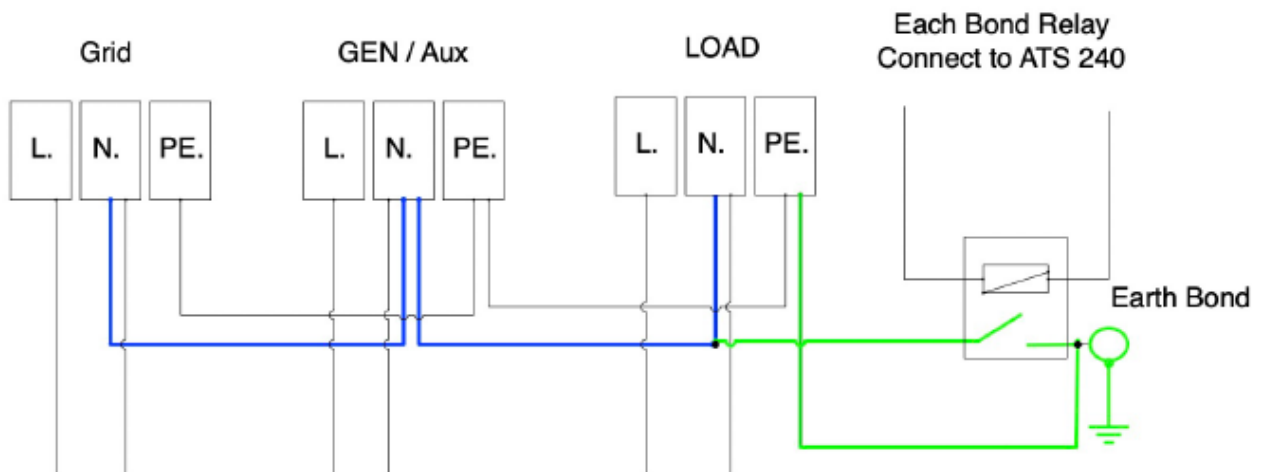 Grid
GEN / Aux
LOAD
Each Bond Relay
Connect to ATS 240
L.
N.
PE.
L.
N.
PE.
L.
N.
PE.
Earth Bond